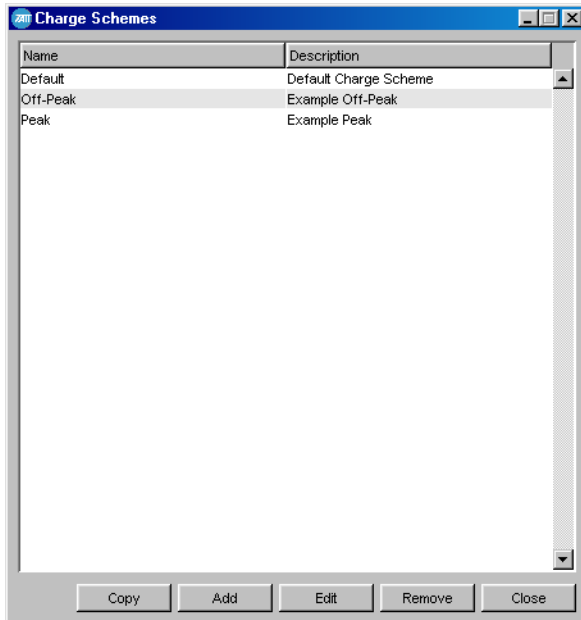 Charge Schemes
Name Description
Default Default Charge Scheme
Off-Peak Example Off-Peak
Peak Example Peak
Copy Add Edit Remove Close